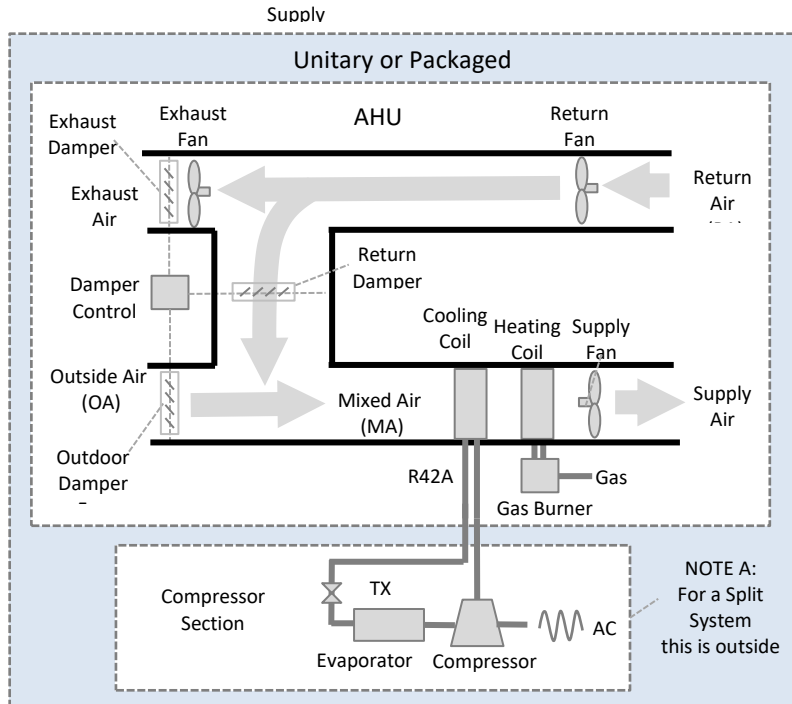 Supply
Unitary or Packaged
AHU
Exhaust
Fan
Return
Fan
Exhaust
Damper
Exhaust
Air
Return
Air
Damper
Control
Return
Damper
Cooling
Coil
Heating
Coil
Supply
Fan
Outside Air
(OA)
Mixed Air
(MA)
Supply
Air
Outdoor
Damper
R42A
Gas
Gas Burner
Compressor
Section
TX
Evaporator
Compressor
AC
NOTE A:
For a Split
System
this is outside